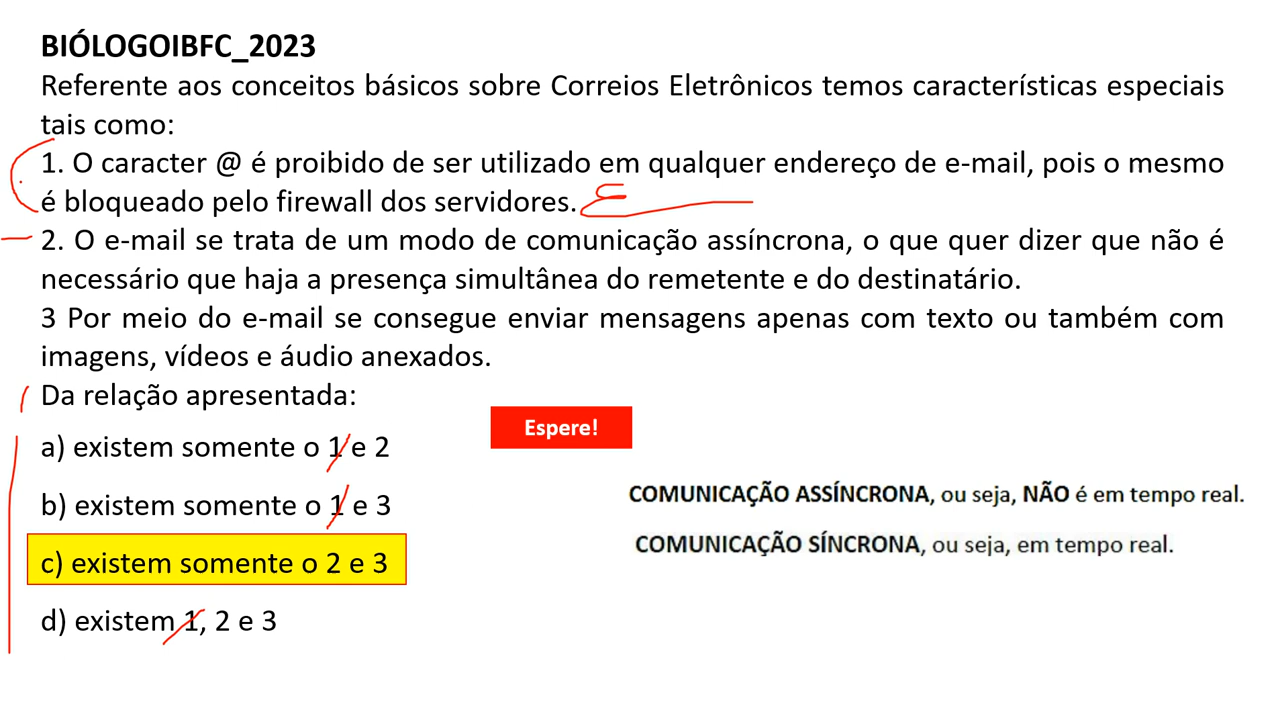 BIÓLOGOIBFC_2023
Referente aos conceitos básicos sobre Correios Eletrônicos temos características especiais
tais como:
1. O caracter @ é proibido de ser utilizado em qualquer endereço de e-mail, pois o mesmo
é bloqueado pelo firewall dos servidores.
2. O e-mail se trata de um modo de comunicação assíncrona, o que quer dizer que não é
necessário que haja a presença simultânea do remetente e do destinatário.
3 Por meio do e-mail se consegue enviar mensagens apenas com texto ou também com
imagens, vídeos e áudio anexados.
Da relação apresentada:
a) existem somente o 1 e 2
b) existem somente o 1 e 3
c) existem somente o 2 e 3
d) existem 1, 2 e 3
Espere!
COMUNICAÇÃO ASSÍNCRONA, ou seja, NÃO é em tempo real.
COMUNICAÇÃO SÍNCRONA, ou seja, em tempo real.